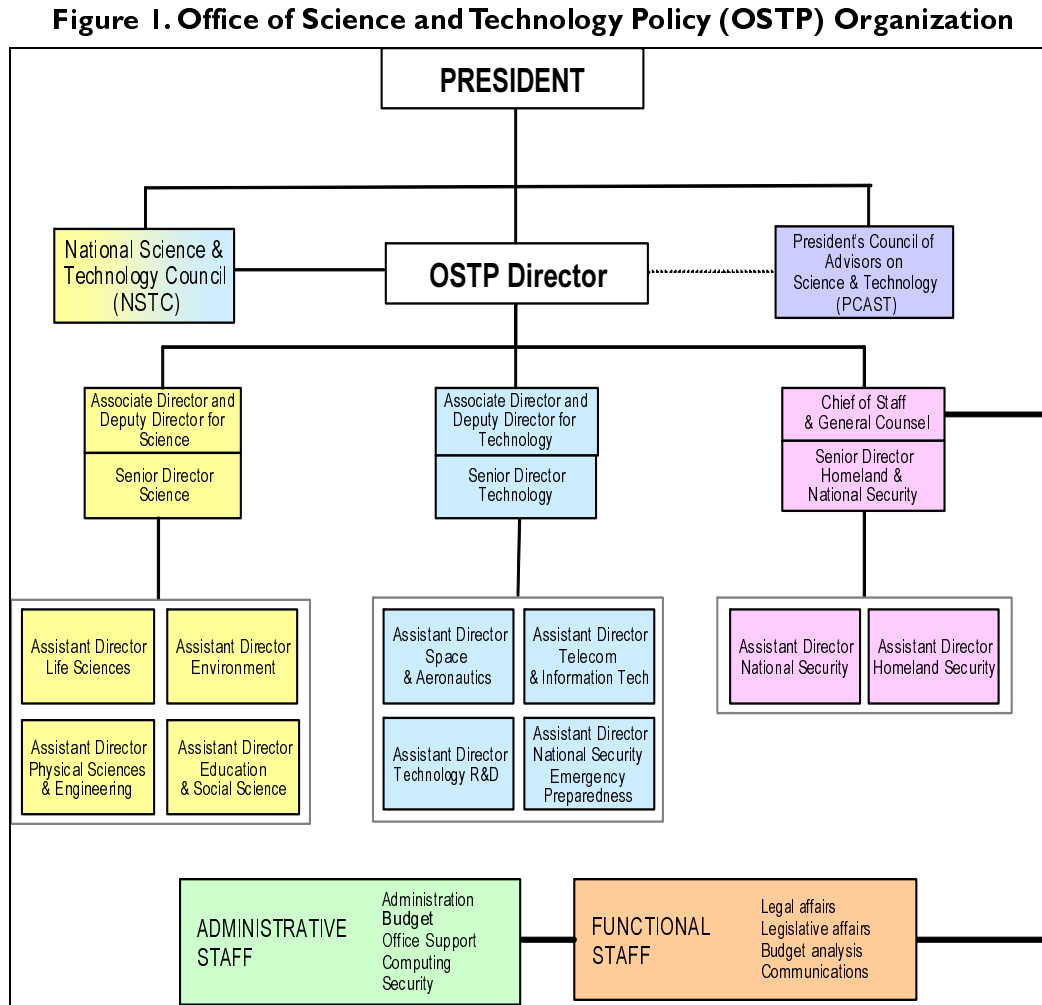 Figure 1. Office of Science and Technology Policy (OSTP) Organization
PRESIDENT
National Science &
Technology Council
(NSTC)
OSTP Director
President's Council of
Advisors on
Science & Technology
(PCAST)
Associate Director and
Deputy Director for
Science
Senior Director
Science
Associate Director and
Deputy Director for
Technology
Senior Director
Technology
Chief of Staff
& General Counsel
Senior Director
Homeland &
National Security
Assistant Director
Life Sciences
Assistant Director
Environment
Assistant Director
Physical Sciences
& Engineering
Assistant Director
Education
& Social Science
Assistant Director
Space
& Aeronautics
Assistant Director
Telecom
& Information Tech
Assistant Director
Technology R&D
Assistant Director
National Security
Emergency
Preparedness
Assistant Director
National Security
Assistant Director
Homeland Security
ADMINISTRATIVE
STAFF
Administration
Budget
Office Support
Computing
Security
FUNCTIONAL
STAFF
Legal affairs
Legislative affairs
Budget analysis
Communications